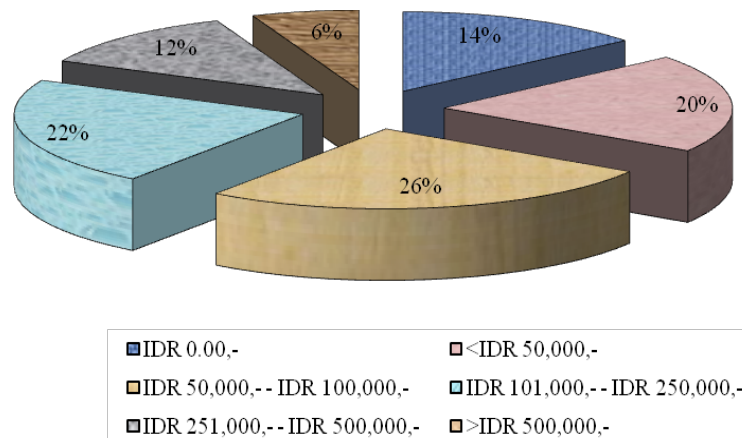 6%
14%
12%
20%
22%
26%
IDR 0.00,- <IDR 50,000,-
IDR 50,000,- - IDR 100,000,- IDR 101,000,- - IDR 250,000,-
IDR 251,000,- - IDR 500,000,- >IDR 500,000,-